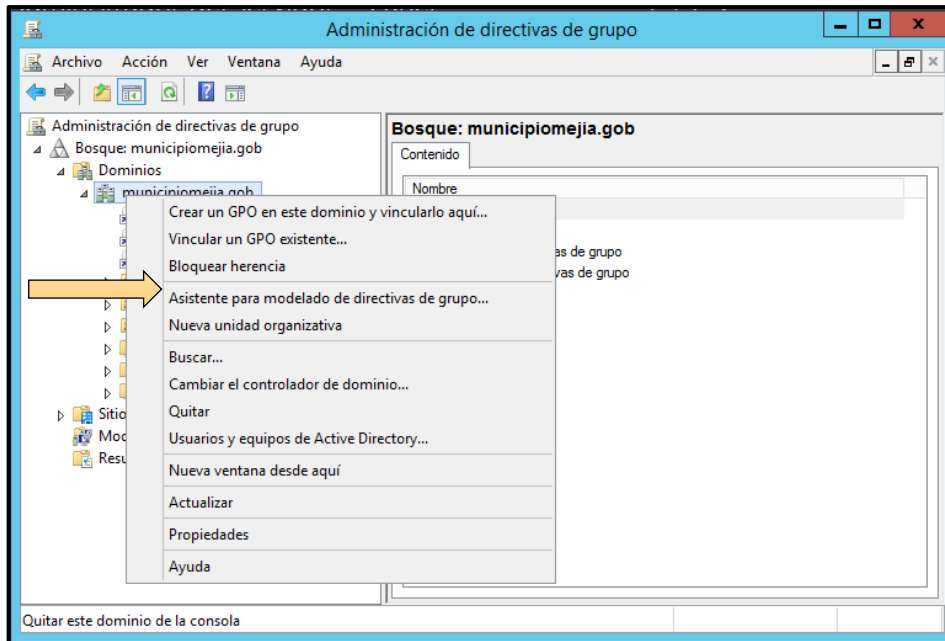 Administración de directivas de grupo
Archivo Acción Ver Ventana Ayuda
Administración de directivas de grupo
Bosque: municipiomejia.gob
Dominios
municipiomejia.gob
Sitio
Mod
Resu
Bosque: municipiomejia.gob
Contenido
Nombre
as de grupo
vas de grupo
Crear un GPO en este dominio y vincularlo aquí...
Vincular un GPO existente...
Bloquear herencia
Asistente para modelado de directivas de grupo...
Nueva unidad organizativa
Buscar...
Cambiar el controlador de dominio...
Quitar
Usuarios y equipos de Active Directory...
Nueva ventana desde aquí
Actualizar
Propiedades
Ayuda
Quitar este dominio de la consola